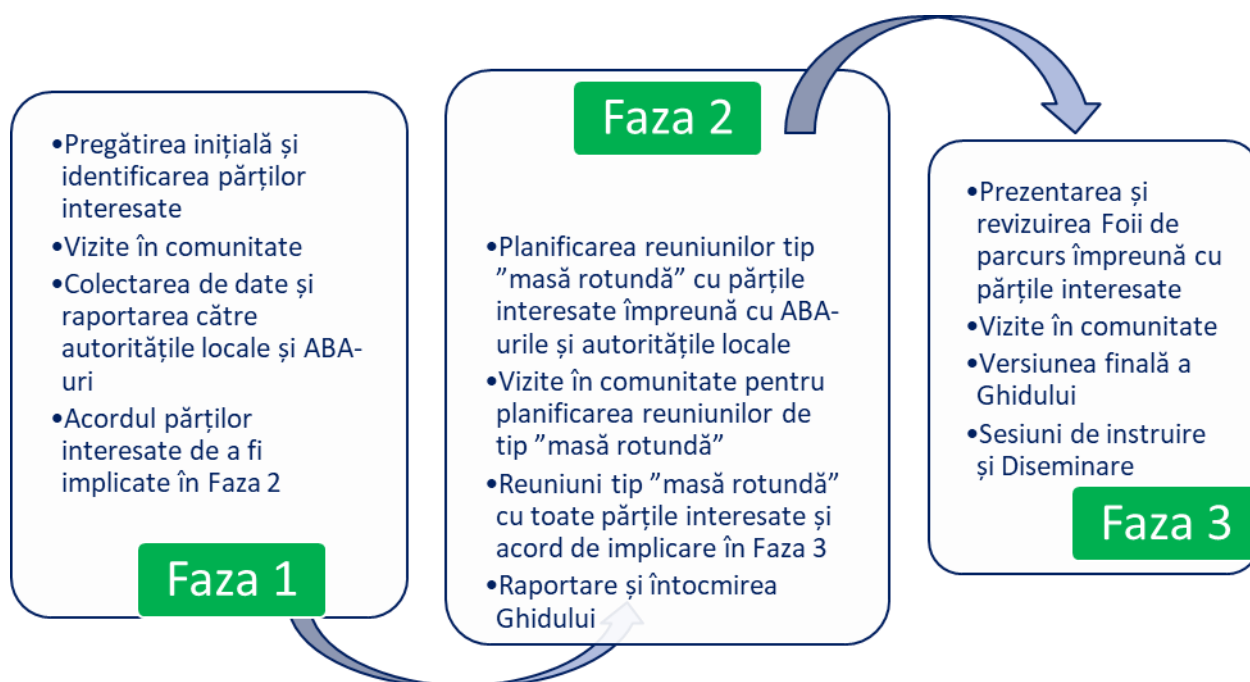 •Pregătirea inițială și
identificarea părților
interesate
•Vizite în comunitate
•Colectarea de date și
raportarea către
autoritățile locale și ABA-
uri
•Acordul părților
interesate de a fi
implicate în Faza 2
Faza 1
Faza 2
•Planificarea reuniunilor tip
”masă rotundă” cu părțile
interesate împreună cu ABA-
urile și autoritățile locale
•Vizite în comunitate pentru
planificarea reuniunilor de
tip ”masă rotundă”
•Reuniuni tip ”masă rotundă”
cu toate părțile interesate și
acord de implicare în Faza 3
•Raportare și întocmirea
Ghidului
•Prezentarea și
revizuirea Foii de
parcurs împreună cu
părțile interesate
•Vizite în comunitate
•Versiunea finală a
Ghidului
•Sesiuni de instruire
și Diseminare
Faza 3